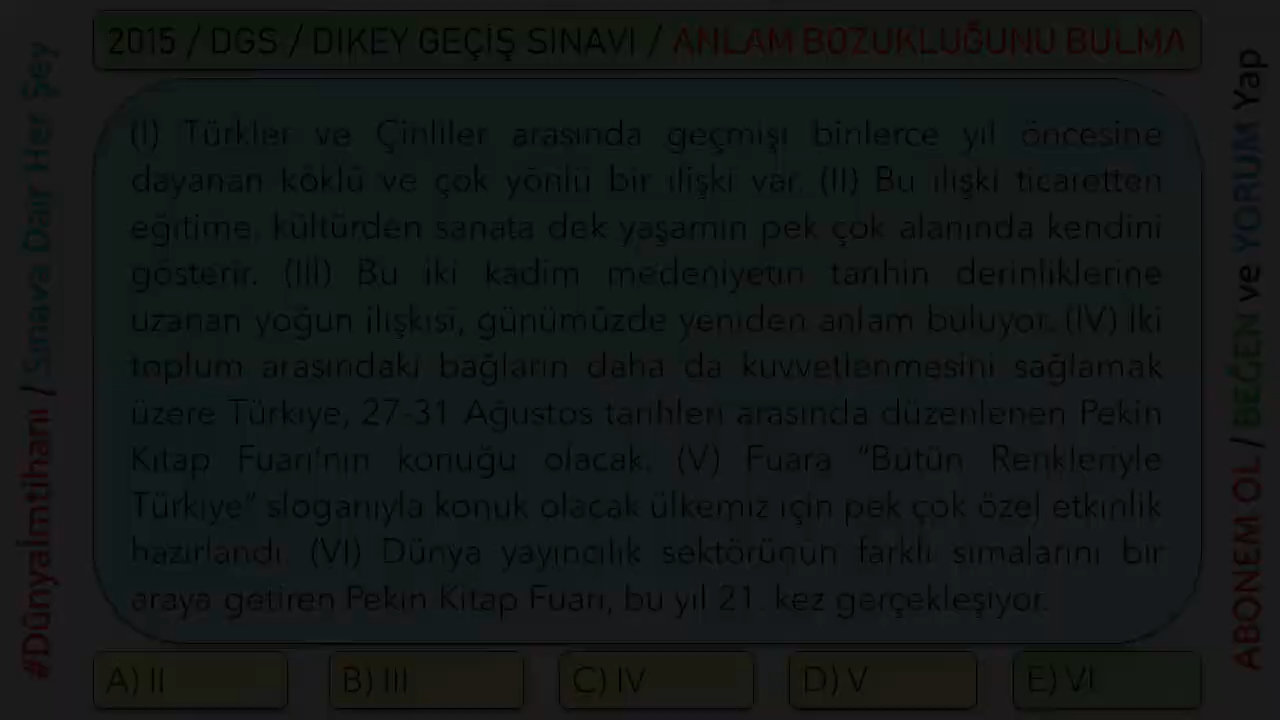 2015 / DGS / DİKEY GEÇİŞ SINAVI / ANLAM BOZUKLUĞUNU BULMA
(I) Türkler ve Çinliler arasında geçmişi binlerce yıl öncesine
dayanan köklü ve çok yönlü bir ilişki var. (II) Bu ilişki ticaretten
eğitime, kültürden sanata dek yaşamın pek çok alanında kendini
gösterir. (III) Bu iki kadim medeniyetin tarihin derinliklerine
uzanan yoğun ilişkisi, günümüzde yeniden anlam buluyor. (IV) İki
toplum arasındaki bağların daha da kuvvetlenmesini sağlamak
üzere Türkiye, 27-31 Ağustos tarihleri arasında düzenlenen Pekin
Kitap Fuarı'nın konuğu olacak. (V) Fuara "Bütün Renkleriyle
Türkiye" sloganıyla konuk olacak ülkemiz için pek çok özel etkinlik
hazırlandı. (VI) Dünya yayıncılık sektörünün farklı simalarını bir
araya getiren Pekin Kitap Fuarı, bu yıl 21. kez gerçekleşiyor.
A) II
B) III
C) IV
D) V
E) VI
#Dünyaİmtihanı / Sınava Dair Her Şey
ABONEM OL / BEĞEN ve YORUM Yap